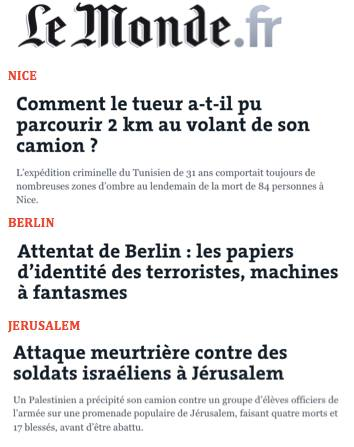 Le Monde.fr
NICE
Comment le tueur a-t-il pu
parcourir 2 km au volant de son
camion ?
L’expédition criminelle du Tunisien de 31 ans comportait toujours de
nombreuses zones d’ombre au lendemain de la mort de 84 personnes à
Nice.
BERLIN
Attentat de Berlin : les papiers
d’identité des terroristes, machines
à fantasmes
JERUSALEM
Attaque meurtrière contre des
soldats israéliens à Jérusalem
Un Palestinien a précipité son camion contre un groupe d’élèves officiers de
l’armée sur une promenade populaire de Jérusalem, faisant quatre morts et
17 blessés, avant d’être abattu.